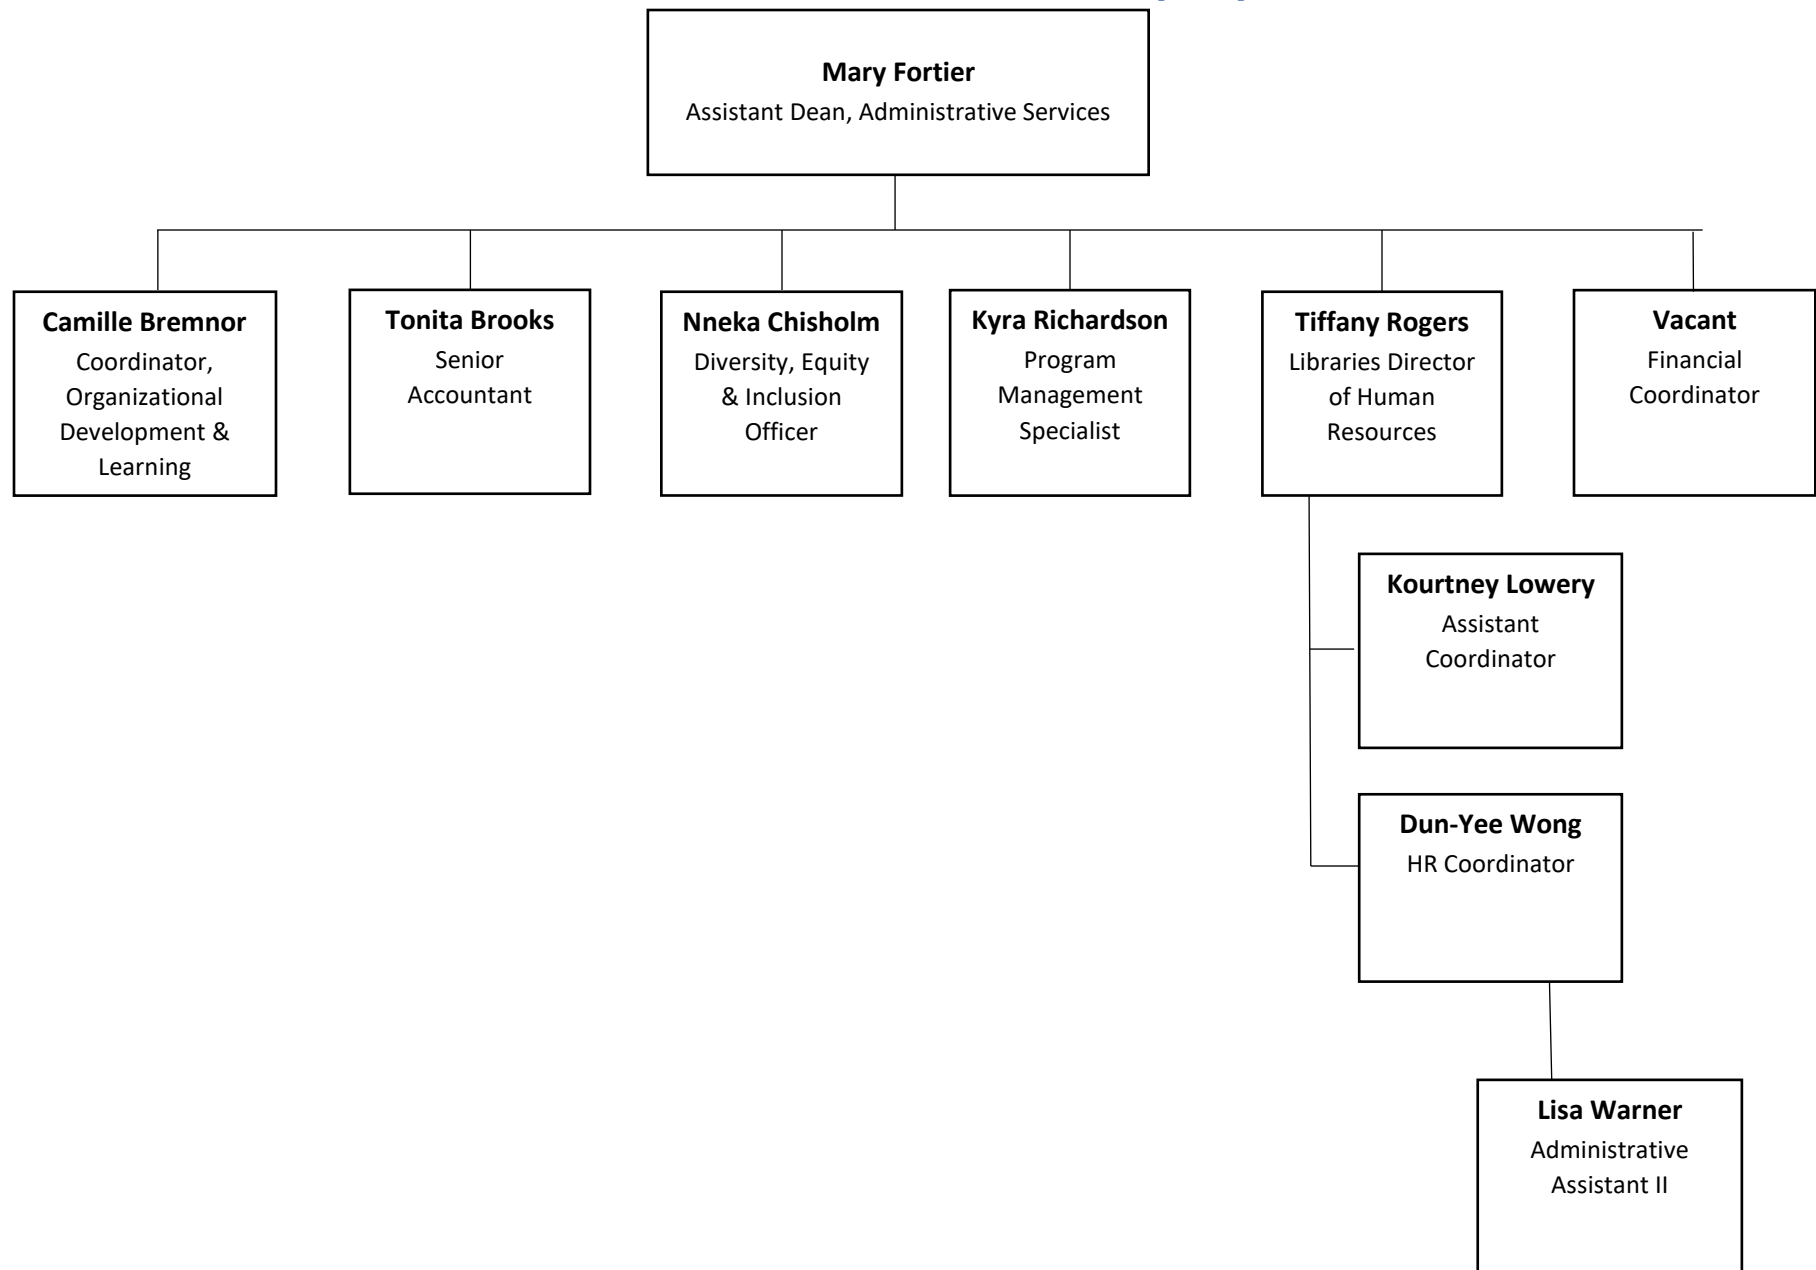 Mary Fortier
Assistant Dean, Administrative Services
Camille Bremnor
Coordinator,
Organizational
Development &
Learning
Tonita Brooks
Senior
Accountant
Nneka Chisholm
Diversity, Equity
& Inclusion
Officer
Kyra Richardson
Program
Management
Specialist
Tiffany Rogers
Libraries Director
of Human
Resources
Vacant
Financial
Coordinator
Kourtney Lowery
Assistant
Coordinator
Dun-Yee Wong
HR Coordinator
Lisa Warner
Administrative
Assistant II